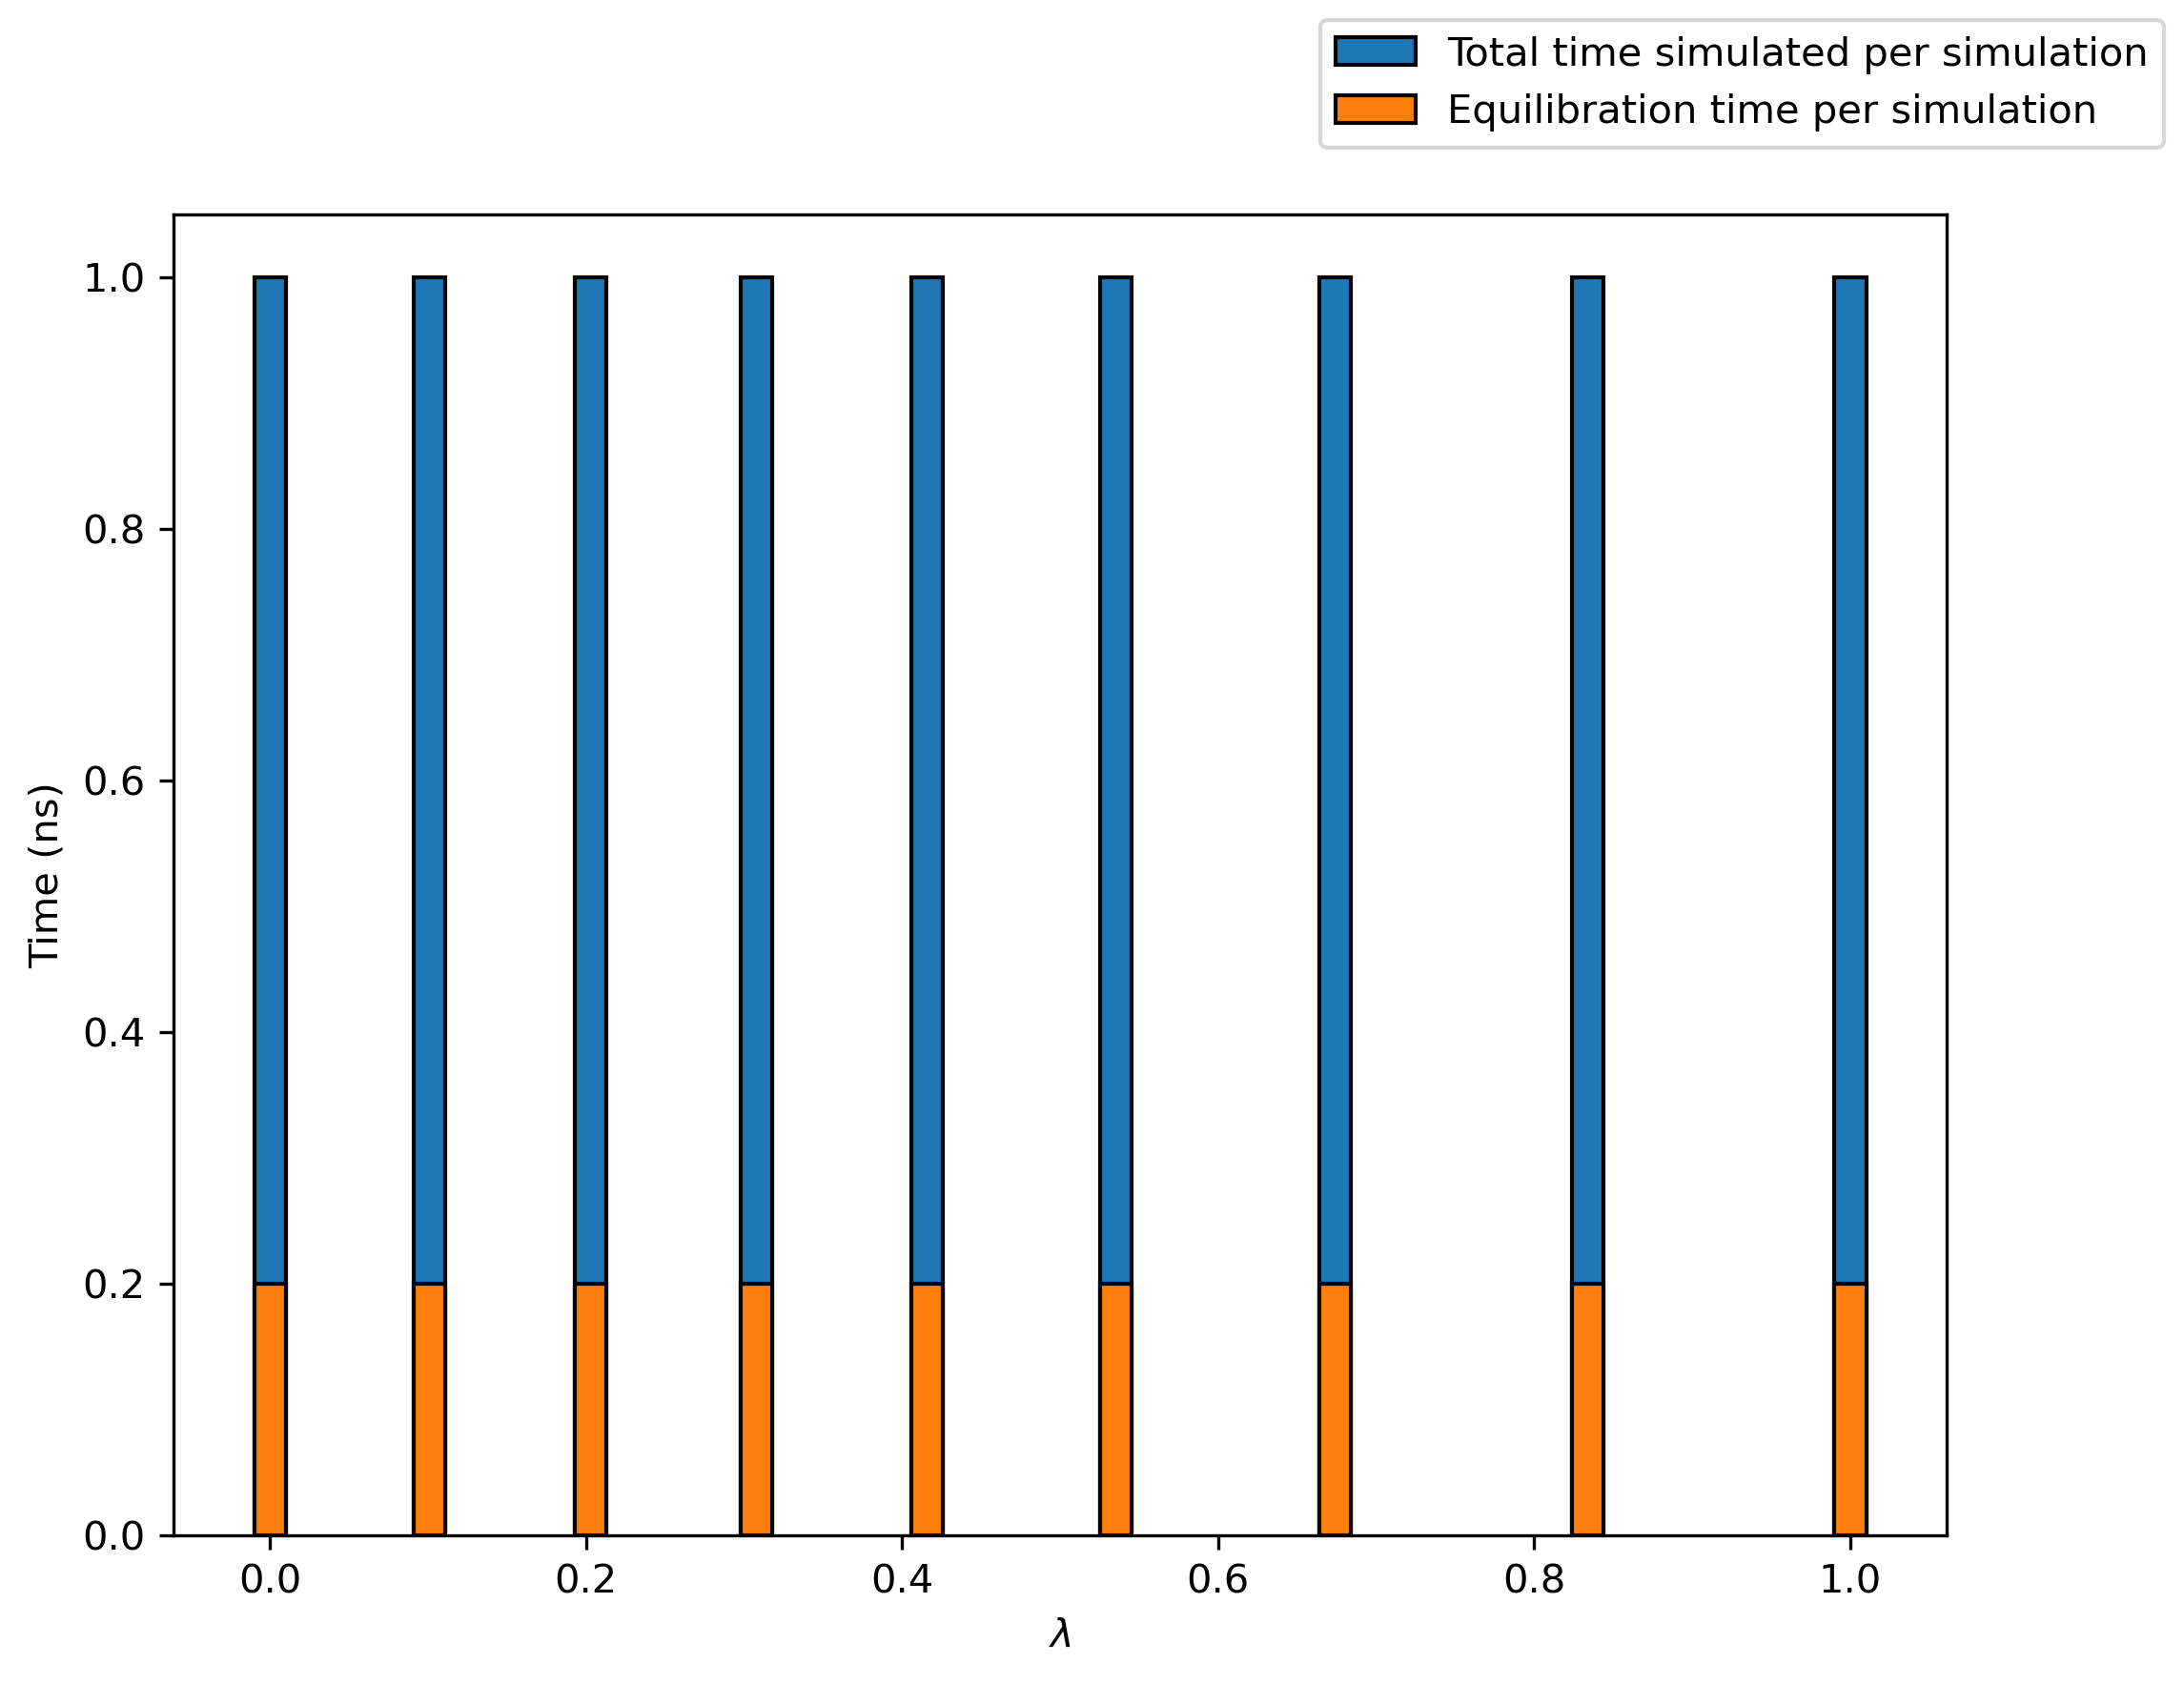 Total time simulated per simulation
Equilibration time per simulation
1.0
0.8
0.6
0.4
0.2
0.0
Time (ns)
0.0 0.2 0.4 0.6 0.8 1.0
λ